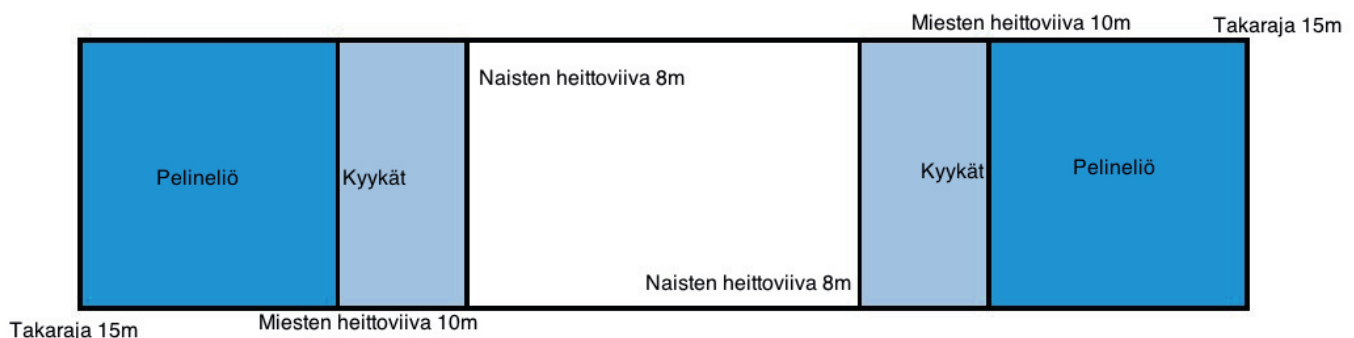 Miesten heittoviiva 10m
Takaraja 15m
Naisten heittoviiva 8m
Pelineliö
Kyykät
Kyykät
Pelineliö
Naisten heittoviiva 8m
Takaraja 15m
Miesten heittoviiva 10m